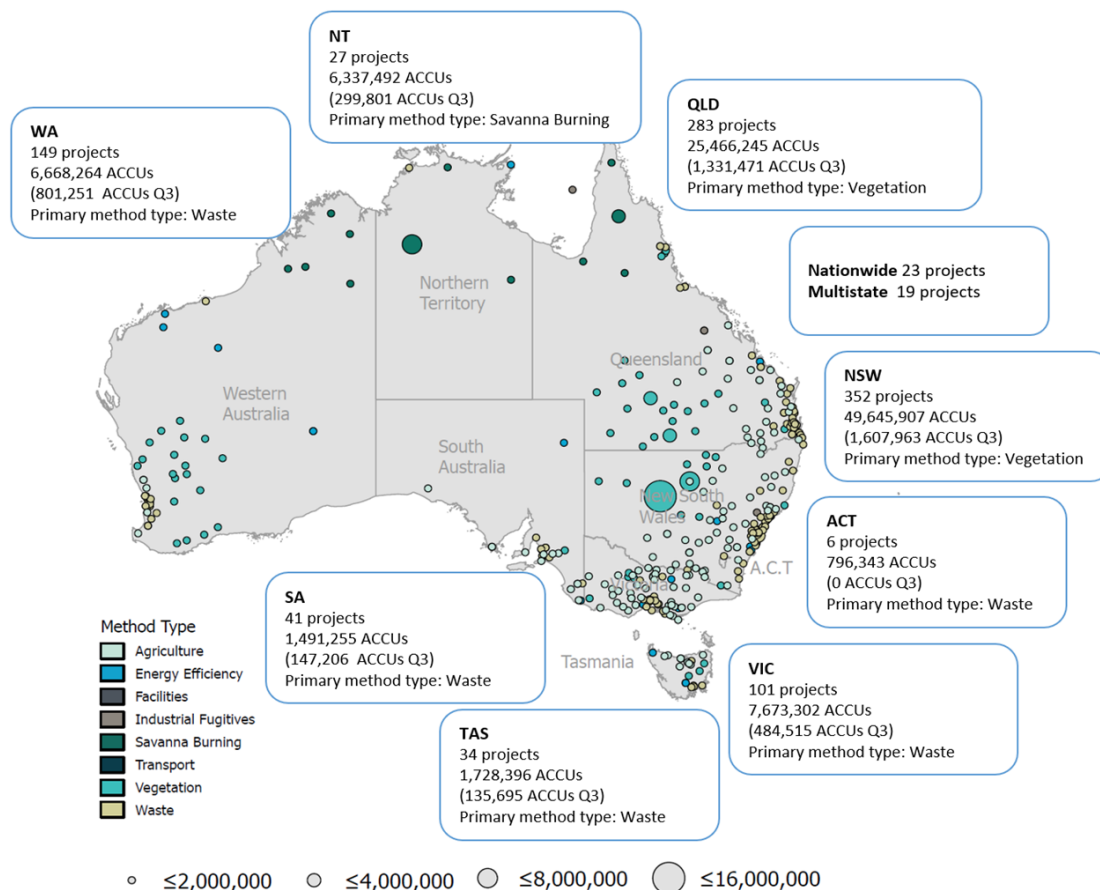 NT
27 projects
6,337,492 ACCUs
(299,801 ACCUs Q3)
Primary method type: Savanna Burning
QLD
283 projects
25,466,245 ACCUs
(1,331,471 ACCUs Q3)
Primary method type: Vegetation
WA
149 projects
6,668,264 ACCUs
(801,251  ACCUs Q3)
Primary method type: Waste
Nationwide 23 projects
Multistate  19 projects
Northern
Territory
Queensland
Western
Australia
South
Australia
New South
Wales
Victoria
A.C.T
Tasmania
NSW
352 projects
49,645,907 ACCUs
(1,607,963 ACCUs Q3)
Primary method type: Vegetation
ACT
6 projects
796,343 ACCUs
(0 ACCUs Q3)
Primary method type: Waste
SA
41 projects
1,491,255 ACCUs
(147,206  ACCUs Q3)
Primary method type: Waste
VIC
101 projects
7,673,302 ACCUs
(484,515 ACCUs Q3)
Primary method type: Waste
TAS
34 projects
1,728,396 ACCUs
(135,695 ACCUs Q3)
Primary method type: Waste
Method Type
Agriculture
Energy Efficiency
Facilities
Industrial Fugitives
Savanna Burning
Transport
Vegetation
Waste
≤2,000,000 ≤4,000,000 ≤8,000,000 ≤16,000,000